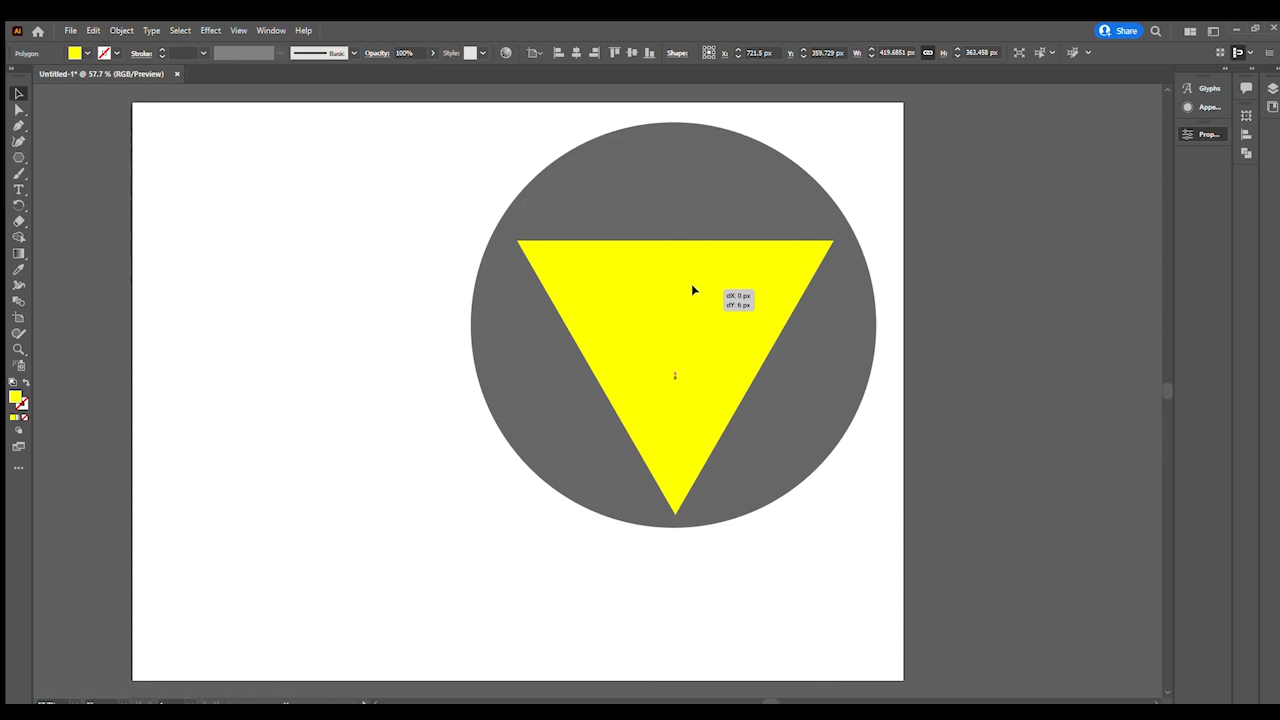 Ai File Edit Object Type Select Effect View Window Help Share
Polygon Stroke: Basic Opacity: 100% Style: Shape: X: 721.5 px Y: 359.729 px W: 419.6851 px H: 363.458 px
Untitled-1* @ 57.7 % (RGB/Preview) ×
Glyphs
Appe...
Prop...
dX: 0 px
dY: 6 px